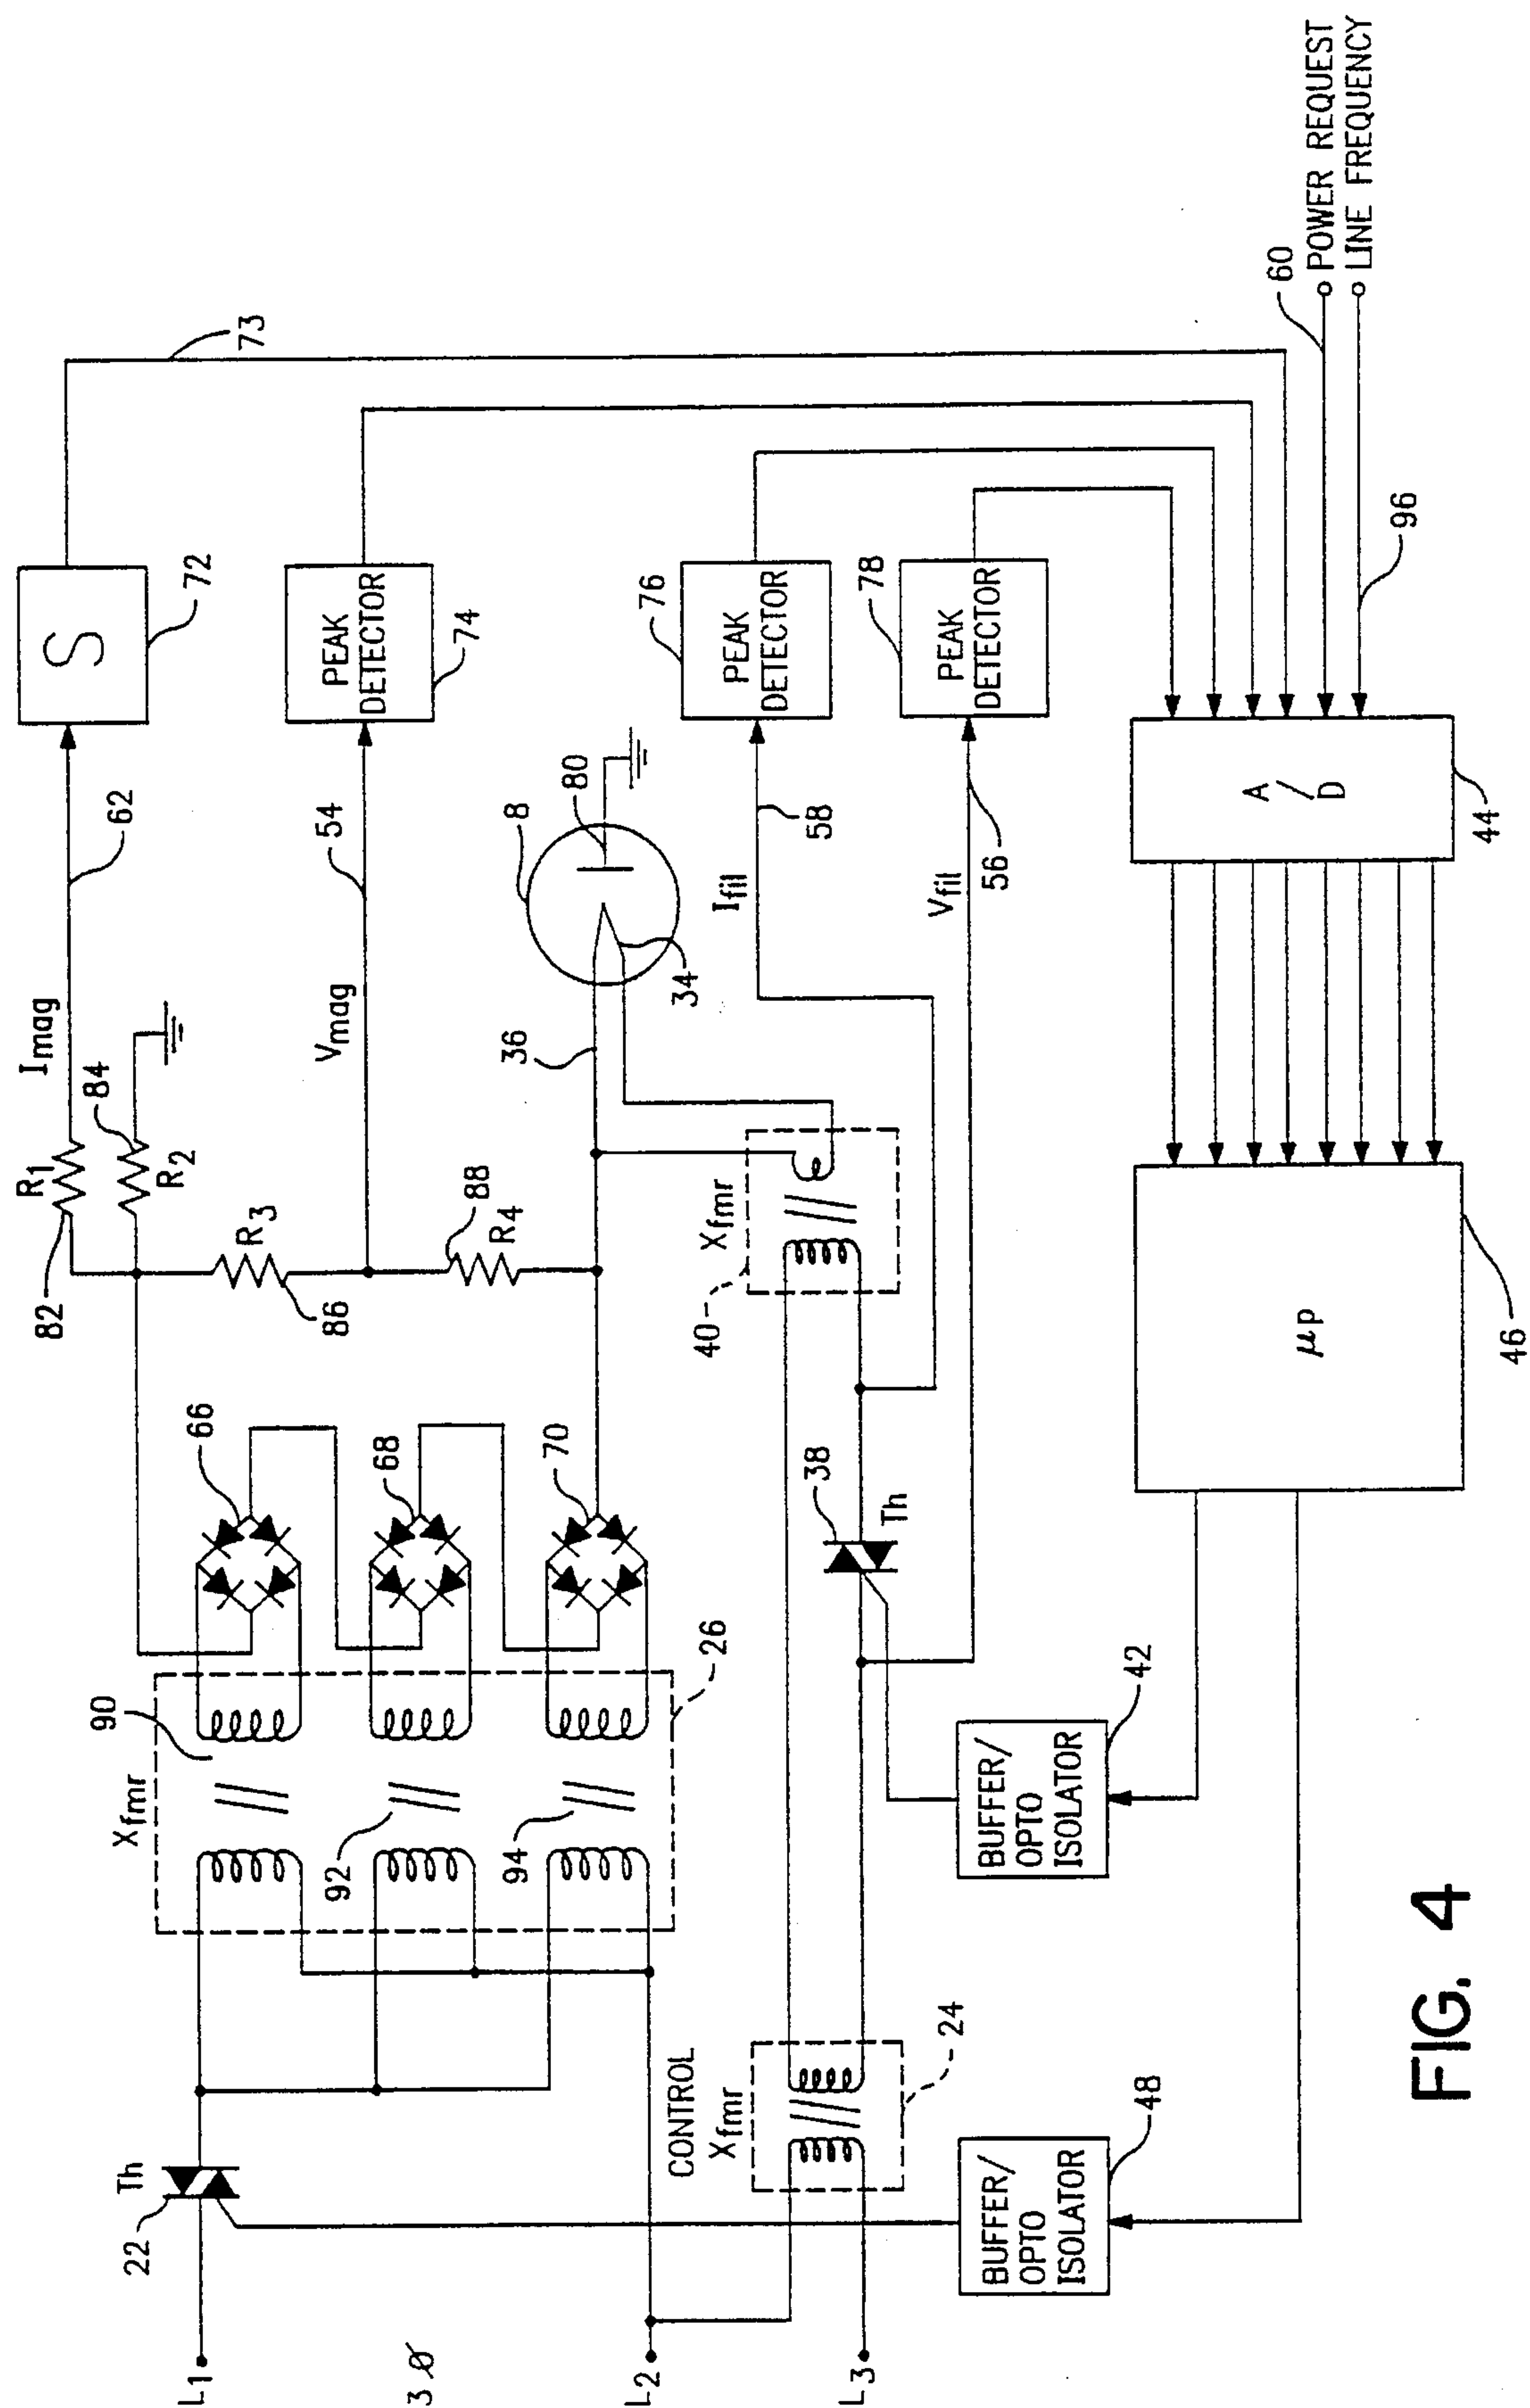 L1
3Ø
L2
L3
22
Th
Xfmr
90
92
94
26
66
68
70
82
R1
84
R2
R3
86
88
R4
Imag
62
S
72
73
Vmag
54
PEAK
DETECTOR
74
36
34
8
80
CONTROL
Xfmr
24
38
Th
40
Xfmr
Ifil
58
76
PEAK
DETECTOR
Vfil
56
78
PEAK
DETECTOR
BUFFER/
OPTO
ISOLATOR
48
BUFFER/
OPTO
ISOLATOR
42
μp
46
A/D
44
60
POWER REQUEST
LINE FREQUENCY
96
FIG. 4